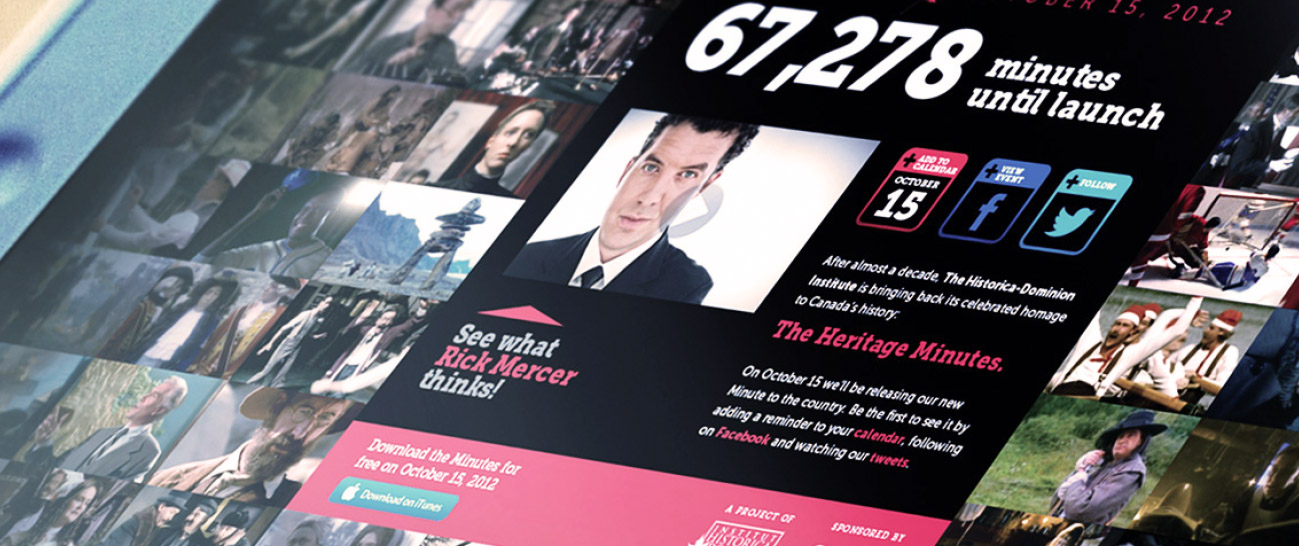 OCTOBER 15, 2012
67,278
minutes
until launch
+ ADD TO
CALENDAR
OCTOBER
15
+ VIEW
EVENT
+ FOLLOW
After almost a decade, The Historica-Dominion
Institute is bringing back its celebrated homage
to Canada's history:
The Heritage Minutes.
See what
Rick Mercer
thinks!
On October 15 we'll be releasing our new
Minute to the country. Be the first to see it by
adding a reminder to your calendar, following
on Facebook and watching our tweets.
Download the Minutes for
free on October 15, 2012
Download on iTunes
A PROJECT OF
SPONSORED BY